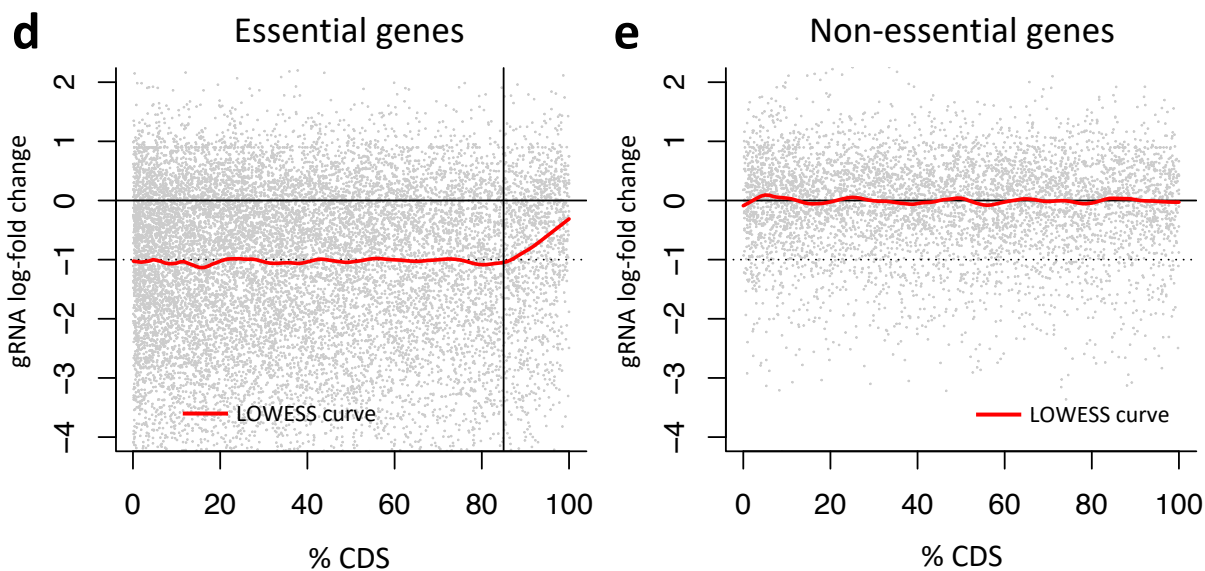 d
Essential genes
gRNA log-fold change
2
1
0
−1
−2
−3
−4
LOWESS curve
0 20 40 60 80 100
% CDS
e
Non-essential genes
gRNA log-fold change
2
1
0
−1
−2
−3
−4
LOWESS curve
0 20 40 60 80 100
% CDS